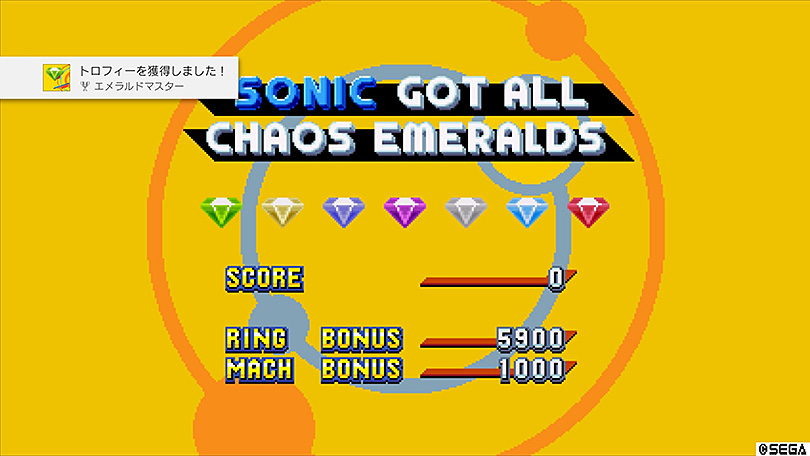 トロフィーを獲得しました！
エメラルドマスター
SONIC GOT ALL
CHAOS EMERALDS
SCORE 0
RING BONUS 5900
MACH BONUS 1000
©SEGA